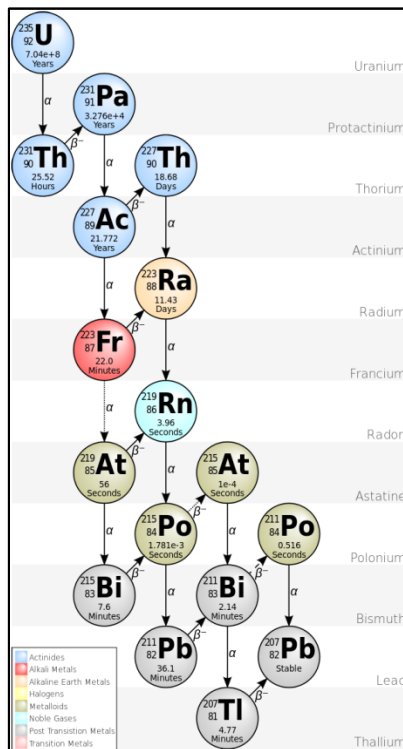 235
92
U
7.04e+8
Years
Uranium
α
231
91
Pa
3.276e+4
Years
Protactinium
β−
231
90
Th
25.52
Hours
α
227
90
Th
18.68
Days
Thorium
β−
227
89
Ac
21.772
Years
α
Actinium
α
223
88
Ra
11.43
Days
Radium
β−
223
87
Fr
22.0
Minutes
α
Francium
α
219
86
Rn
3.96
Seconds
Radon
β−
219
85
At
56
Seconds
α
215
85
At
1e-4
Seconds
Astatine
β−
α
215
84
Po
1.781e-3
Seconds
α
211
84
Po
0.516
Seconds
Polonium
β−
β−
215
83
Bi
7.6
Minutes
α
211
83
Bi
2.14
Minutes
α
Bismuth
β−
211
82
Pb
36.1
Minutes
α
207
82
Pb
Stable
Lead
β−
207
81
Tl
4.77
Minutes
Thallium
Actinides
Alkali Metals
Alkaline Earth Metals
Halogens
Metalloids
Noble Gases
Post Transistion Metals
Transition Metals